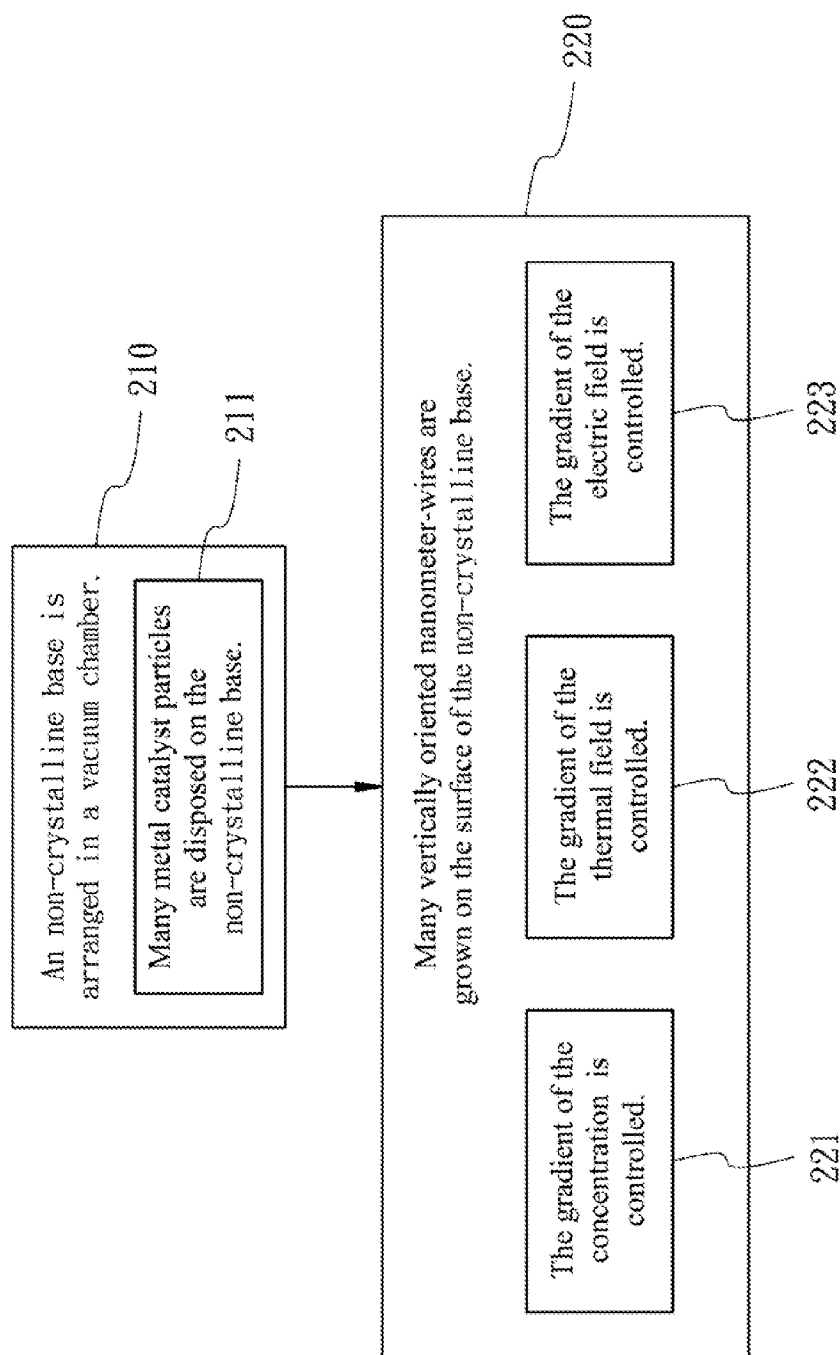 An non-crystalline base is
arranged in a vacuum chamber.
210
Many metal catalyst particles
are disposed on the
non-crystalline base.
211
Many vertically oriented nanometer-wires are
grown on the surface of the non-crystalline base.
220
The gradient of the
concentration is
controlled.
221
The gradient of the
thermal field is
controlled.
222
The gradient of the
electric field is
controlled.
223